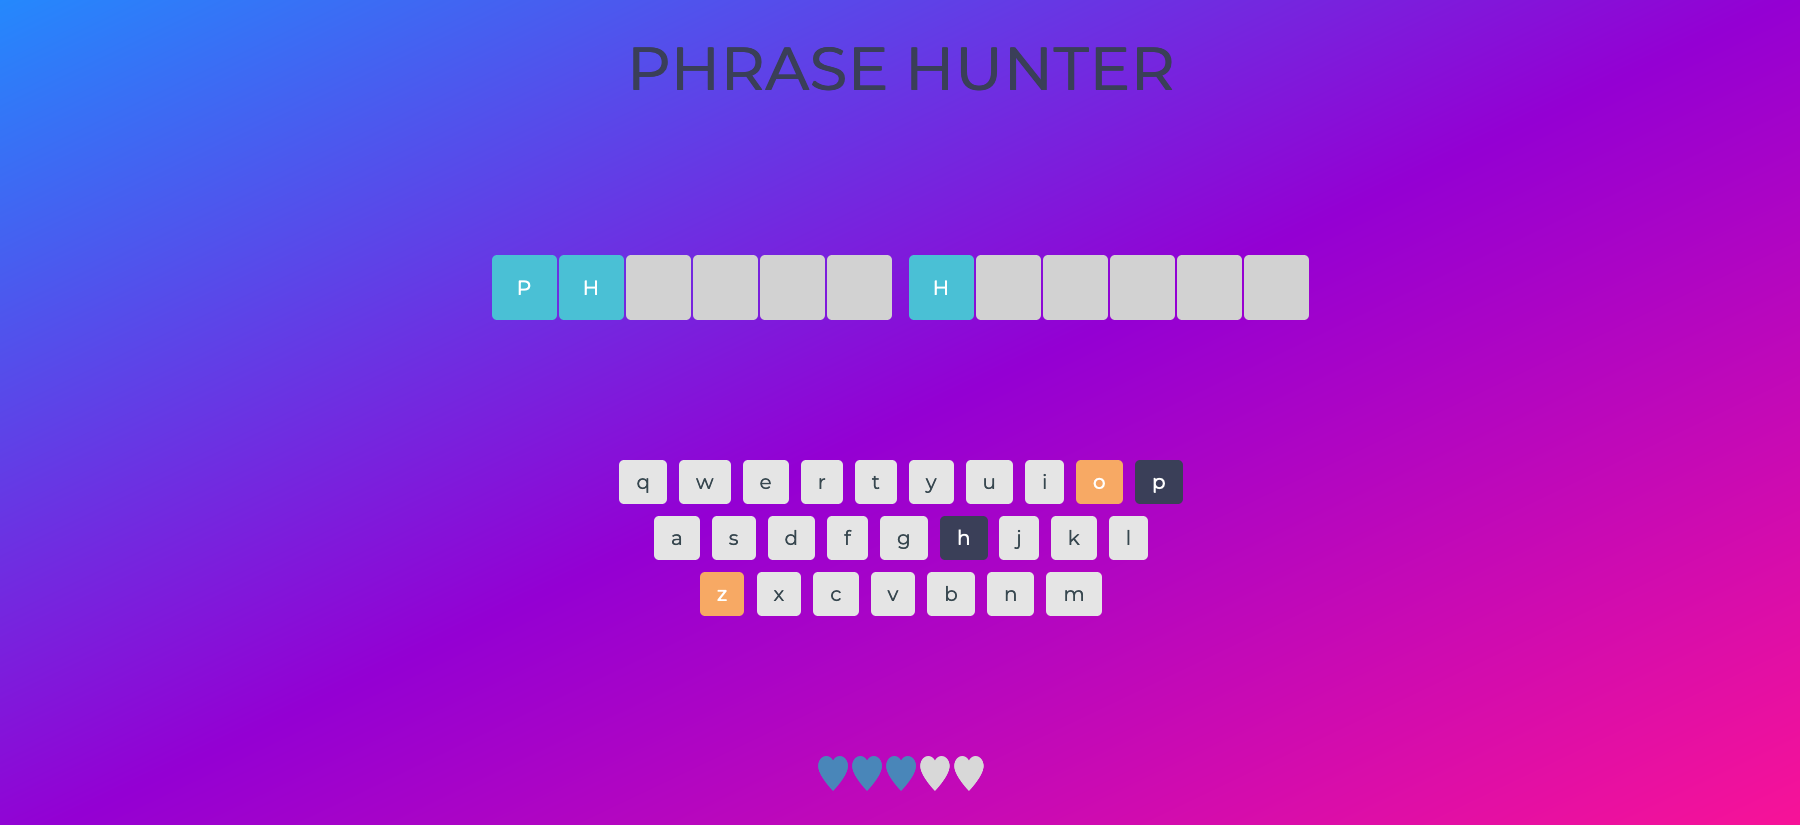 PHRASE HUNTER
P H H
q w e r t y u i o p
a s d f g h j k l
z x c v b n m